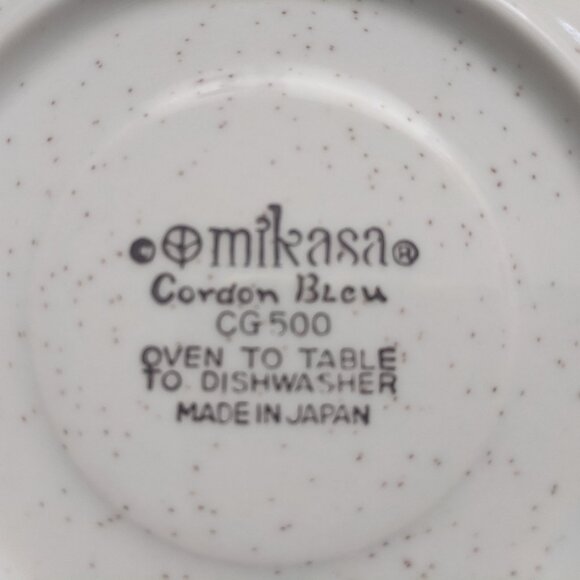 © mikasa®
Cordon BLeu
CG500
OVEN TO TABLE
TO DISHWASHER
MADE IN JAPAN